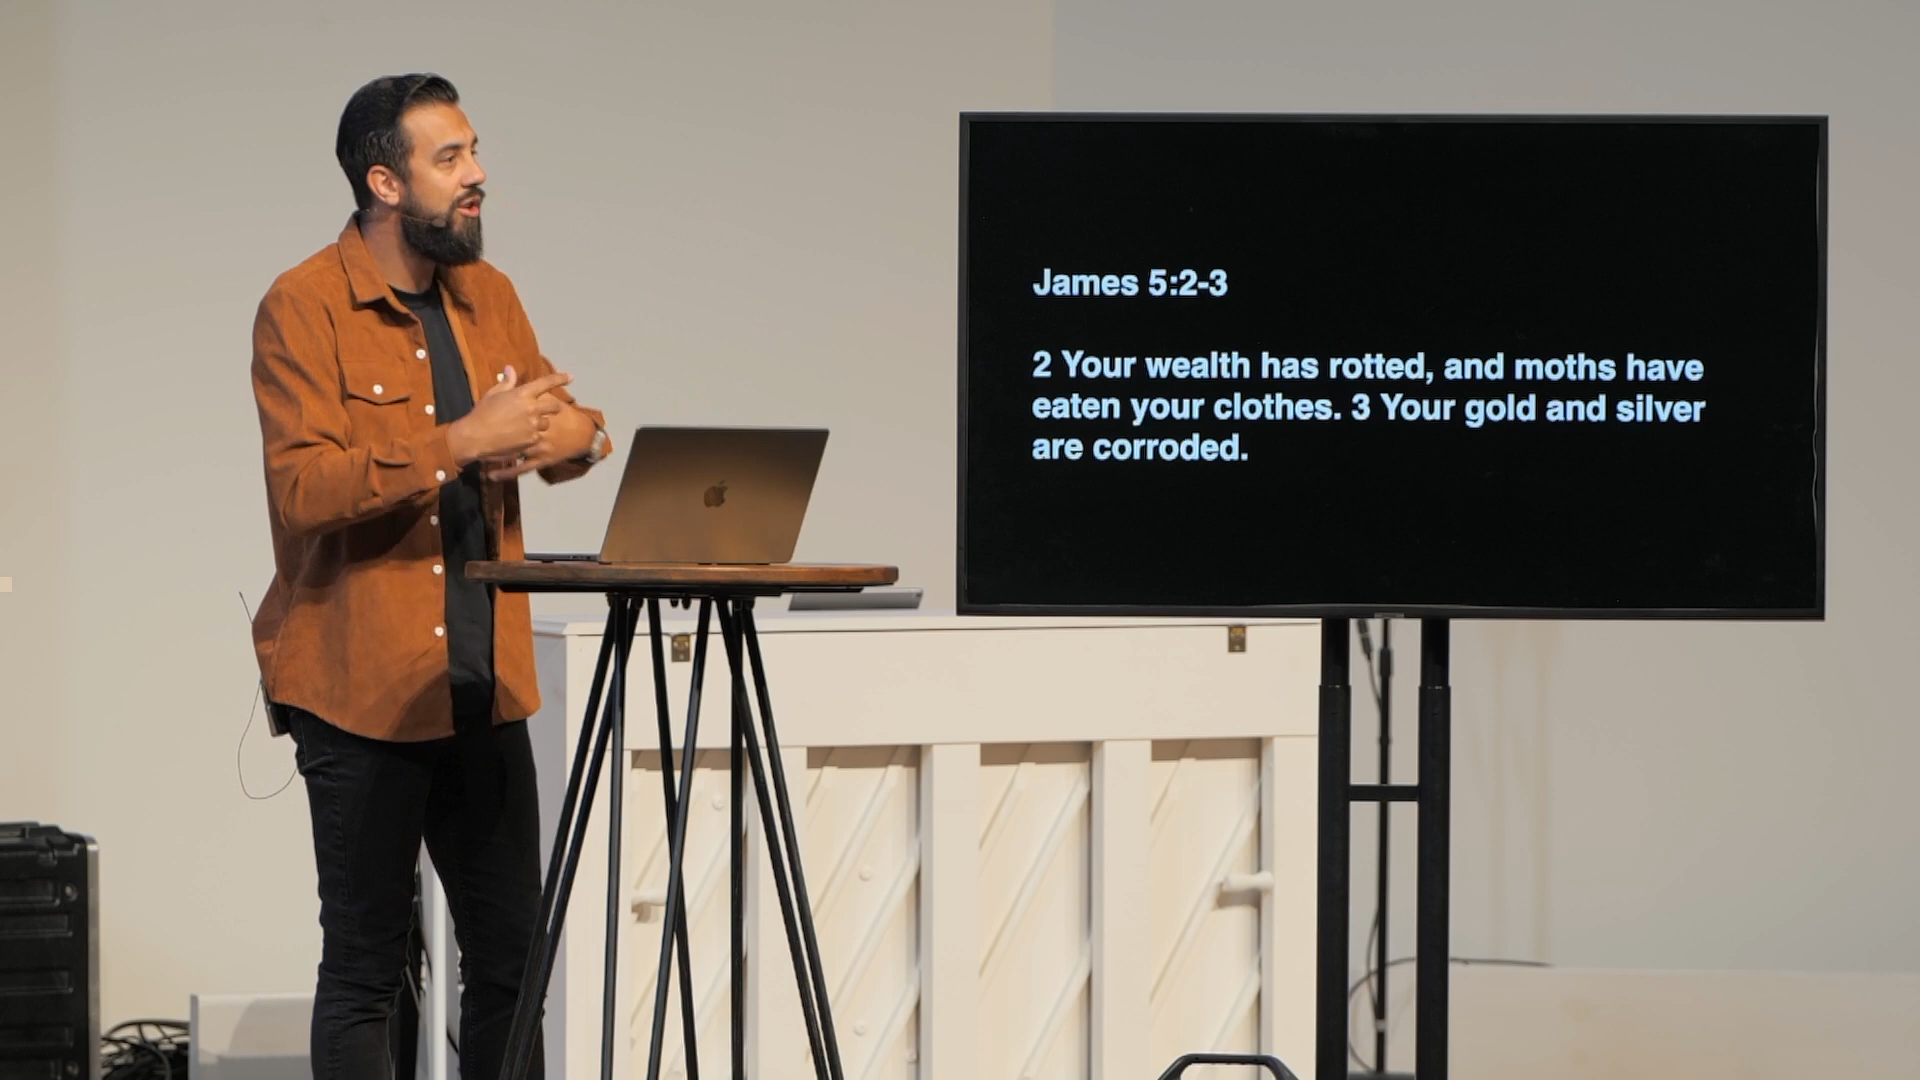 James 5:2-3
2 Your wealth has rotted, and moths have
eaten your clothes. 3 Your gold and silver
are corroded.